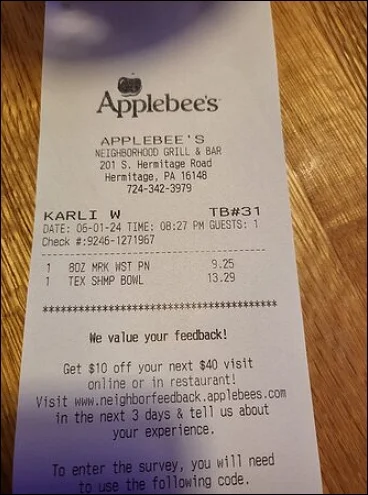 Applebee's
APPLEBEE'S
NEIGHBORHOOD GRILL & BAR
201 S. Hermitage Road
Hermitage, PA 16148
724-342-3979
KARLI W TB#31
DATE: 06-01-24 TIME: 08:27 PM GUESTS: 1
Check #:9246-1271967
1 8OZ MRK WST PN 9.25
1 TEX SHMP BOWL 13.29
****************************************
We value your feedback!
Get $10 off your next $40 visit
online or in restaurant!
Visit www.neighborfeedback.applebees.com
in the next 3 days & tell us about
your experience.
To enter the survey, you will need
to use the following code.